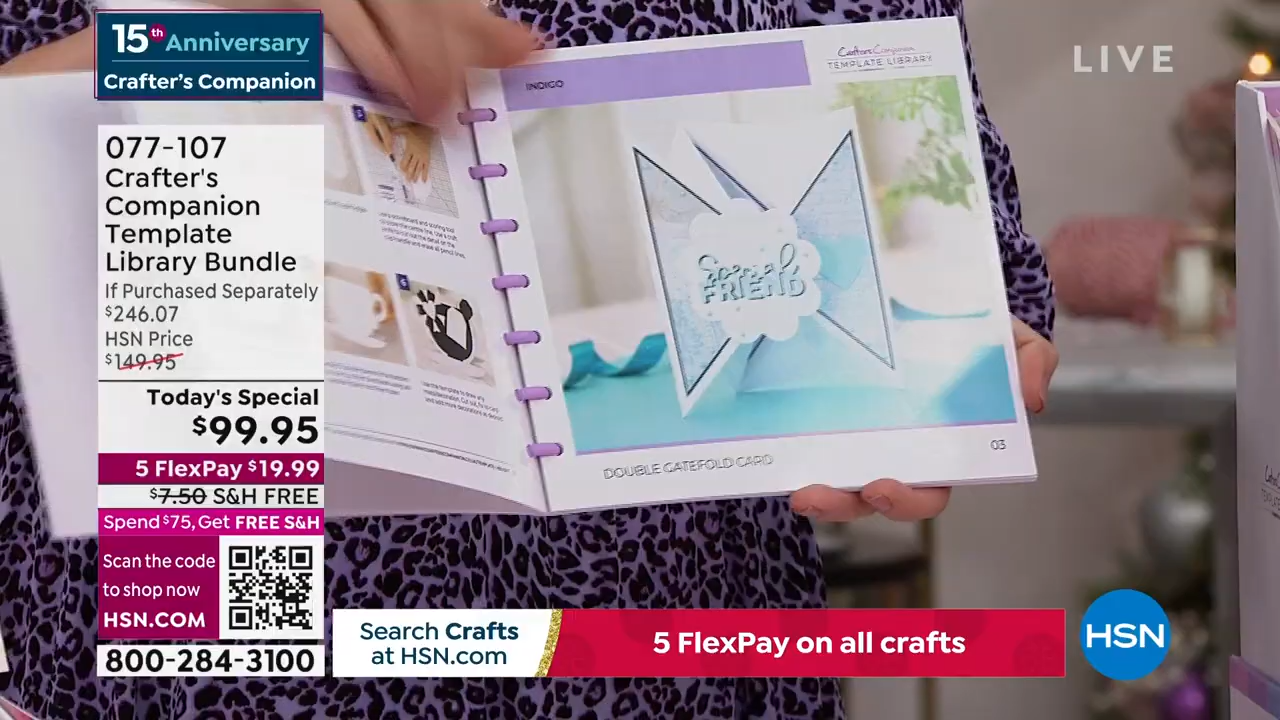 15th Anniversary
Crafter's Companion
077-107
Crafter's
Companion
Template
Library Bundle
If Purchased Separately
$246.07
HSN Price
$149.95
Today's Special
$99.95
5 FlexPay $19.99
$7.50 S&H FREE
Spend $75, Get FREE S&H
Scan the code
to shop now
HSN.COM
800-284-3100
INDIGO
Crafter's Companion
TEMPLATE LIBRARY
Special
FRIEND
DOUBLE GATEFOLD CARD
03
LIVE
Search Crafts
at HSN.com
5 FlexPay on all crafts
HSN